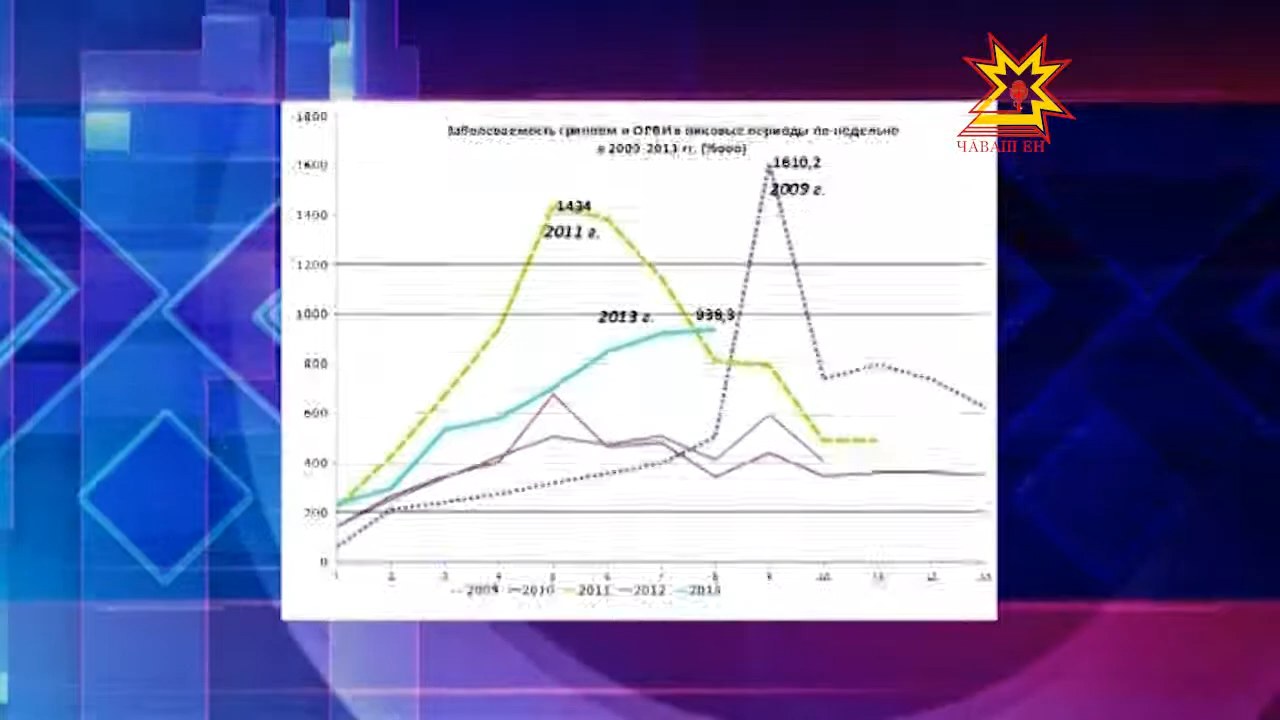 ЧӐВАШ ЕН
Заболеваемость гриппом и ОРВИ в пиковые периоды по-недельно
в 2009-2013 гг. (%ооо)
1800
1600
1400
1200
1000
800
600
400
200
0
1610,2
2009 г.
1434
2011 г.
2013 г.
938,3
1 2 3 4 5 6 7 8 9 10 11 12 13
2009 2010 2011 2012 2013